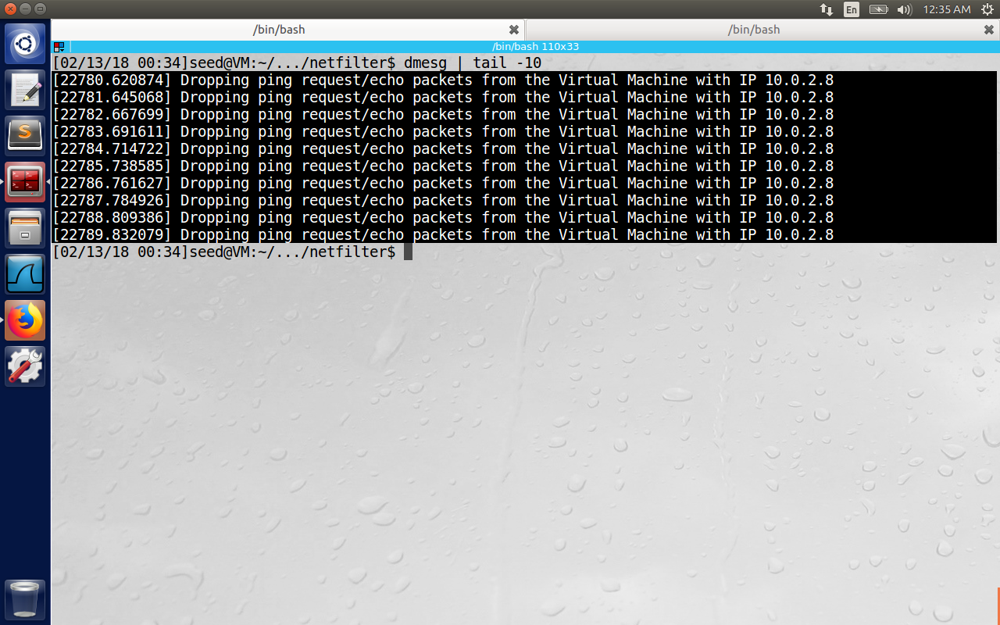 En
12:35 AM
/bin/bash
/bin/bash
/bin/bash 110x33
[02/13/18 00:34]seed@VM:~/.../netfilter$ dmesg | tail -10
[22780.620874] Dropping ping request/echo packets from the Virtual Machine with IP 10.0.2.8
[22781.645068] Dropping ping request/echo packets from the Virtual Machine with IP 10.0.2.8
[22782.667699] Dropping ping request/echo packets from the Virtual Machine with IP 10.0.2.8
[22783.691611] Dropping ping request/echo packets from the Virtual Machine with IP 10.0.2.8
[22784.714722] Dropping ping request/echo packets from the Virtual Machine with IP 10.0.2.8
[22785.738585] Dropping ping request/echo packets from the Virtual Machine with IP 10.0.2.8
[22786.761627] Dropping ping request/echo packets from the Virtual Machine with IP 10.0.2.8
[22787.784926] Dropping ping request/echo packets from the Virtual Machine with IP 10.0.2.8
[22788.809386] Dropping ping request/echo packets from the Virtual Machine with IP 10.0.2.8
[22789.832079] Dropping ping request/echo packets from the Virtual Machine with IP 10.0.2.8
[02/13/18 00:34]seed@VM:~/.../netfilter$